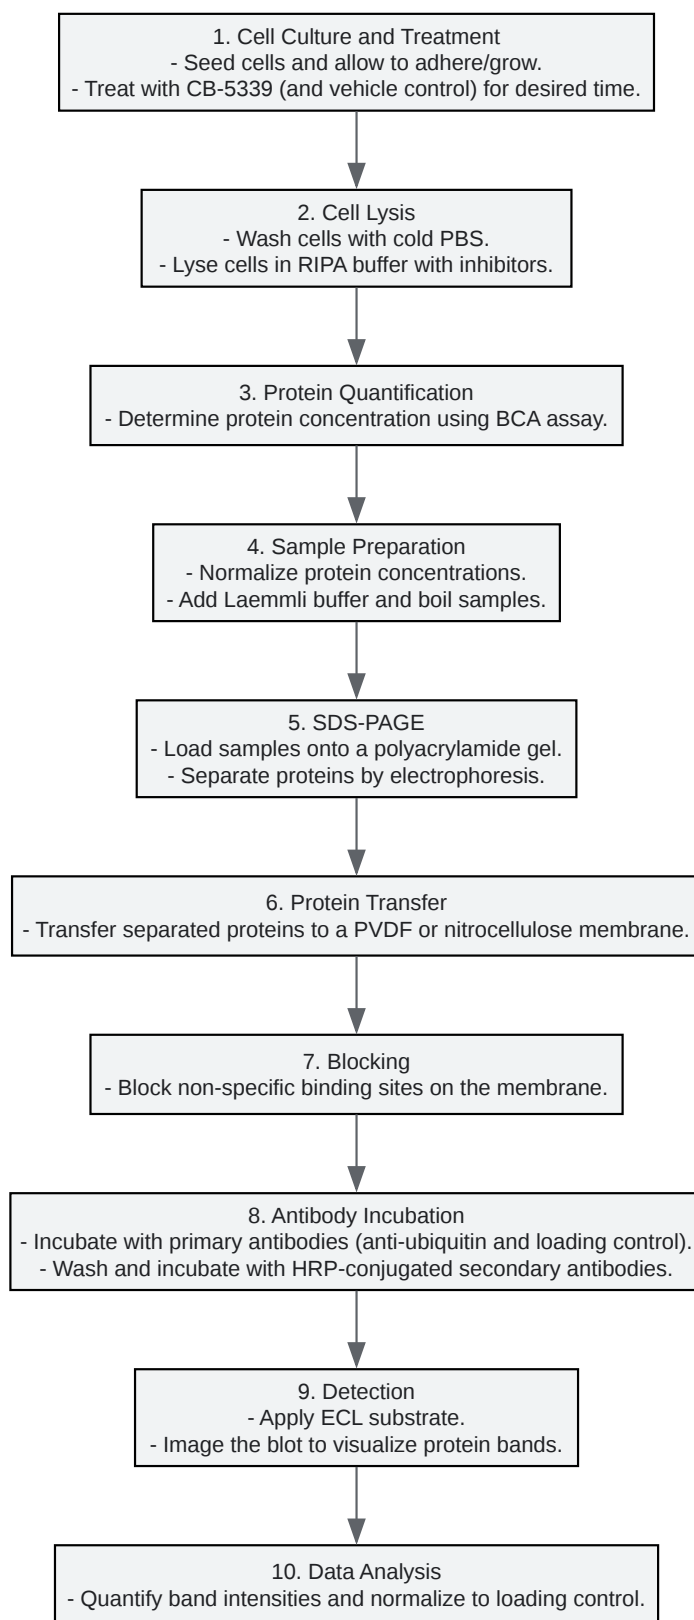 1. Cell Culture and Treatment
- Seed cells and allow to adhere/grow.
- Treat with CB-5339 (and vehicle control) for desired time.
2. Cell Lysis
- Wash cells with cold PBS.
- Lyse cells in RIPA buffer with inhibitors.
3. Protein Quantification
- Determine protein concentration using BCA assay.
4. Sample Preparation
- Normalize protein concentrations.
- Add Laemmli buffer and boil samples.
5. SDS-PAGE
- Load samples onto a polyacrylamide gel.
- Separate proteins by electrophoresis.
6. Protein Transfer
- Transfer separated proteins to a PVDF or nitrocellulose membrane.
7. Blocking
- Block non-specific binding sites on the membrane.
8. Antibody Incubation
- Incubate with primary antibodies (anti-ubiquitin and loading control).
- Wash and incubate with HRP-conjugated secondary antibodies.
9. Detection
- Apply ECL substrate.
- Image the blot to visualize protein bands.
10. Data Analysis
- Quantify band intensities and normalize to loading control.